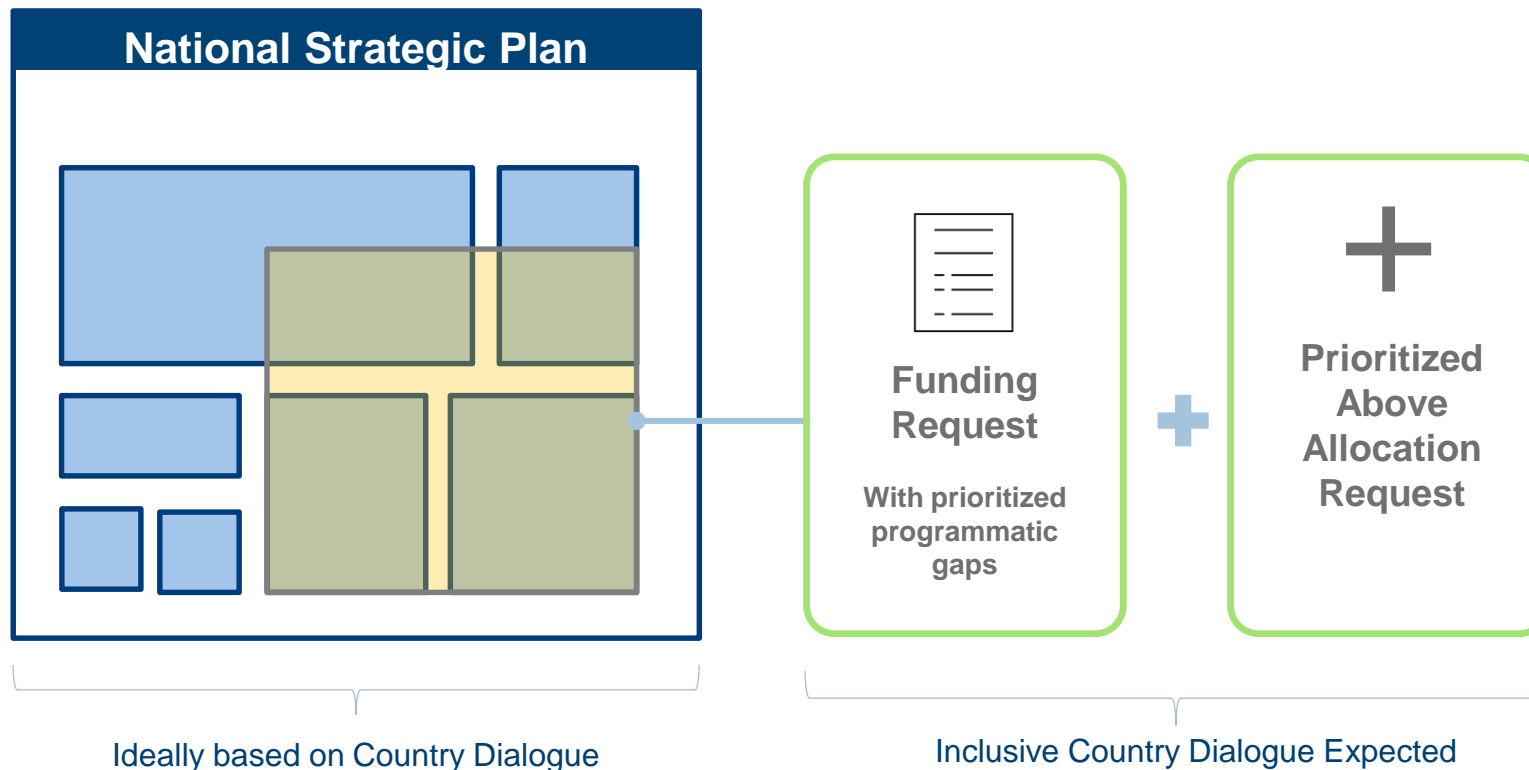 National Strategic Plan
Funding
Request
With prioritized
programmatic
gaps
Prioritized
Above
Allocation
Request
Ideally based on Country Dialogue
Inclusive Country Dialogue Expected